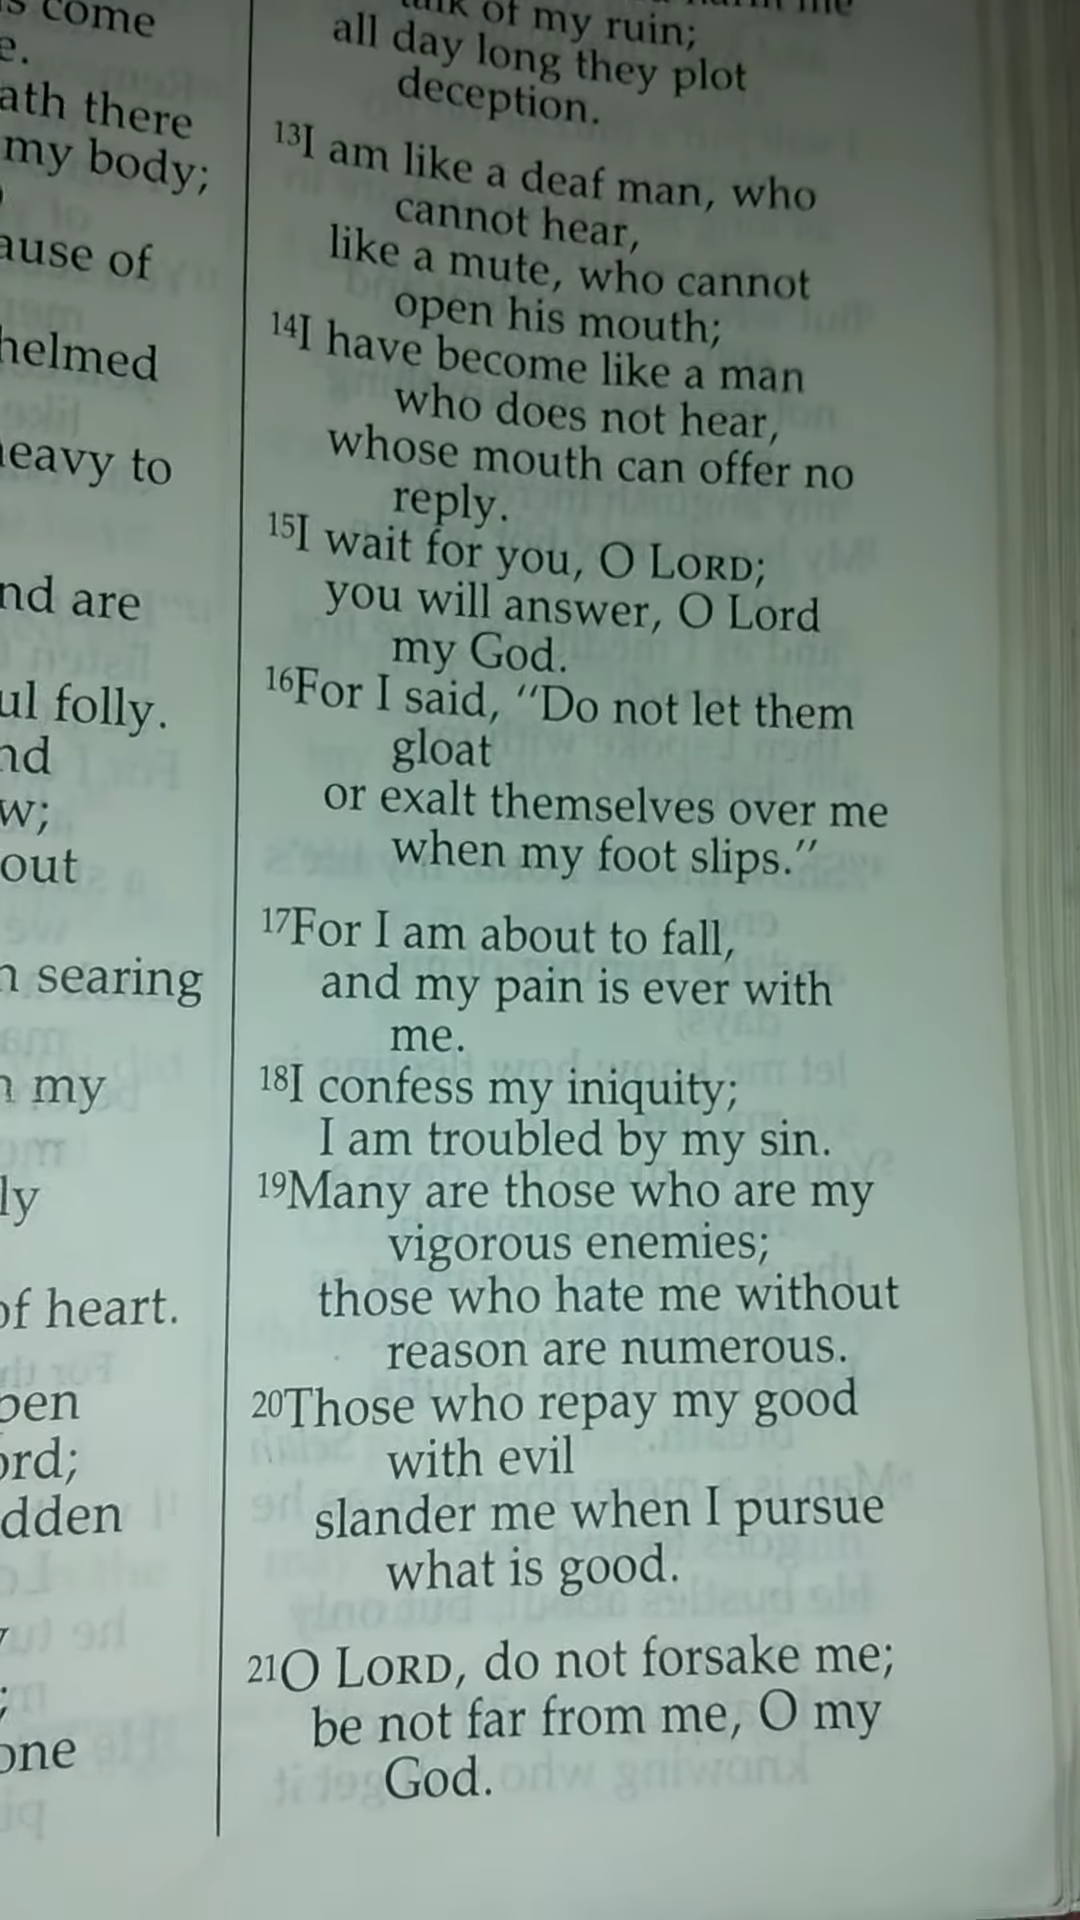 come
e.
ath there
my body;
ause of
helmed
eavy to
nd are
ul folly.
nd
w;
out
n searing
n my
ly
of heart.
pen
ord;
dden
;
one
of my ruin;
all day long they plot
deception.
13I am like a deaf man, who
cannot hear,
like a mute, who cannot
open his mouth;
14I have become like a man
who does not hear,
whose mouth can offer no
reply.
15I wait for you, O LORD;
you will answer, O Lord
my God.
16For I said, "Do not let them
gloat
or exalt themselves over me
when my foot slips."
17For I am about to fall,
and my pain is ever with
me.
18I confess my iniquity;
I am troubled by my sin.
19Many are those who are my
vigorous enemies;
those who hate me without
reason are numerous.
20Those who repay my good
with evil
slander me when I pursue
what is good.
21O LORD, do not forsake me;
be not far from me, O my
God.